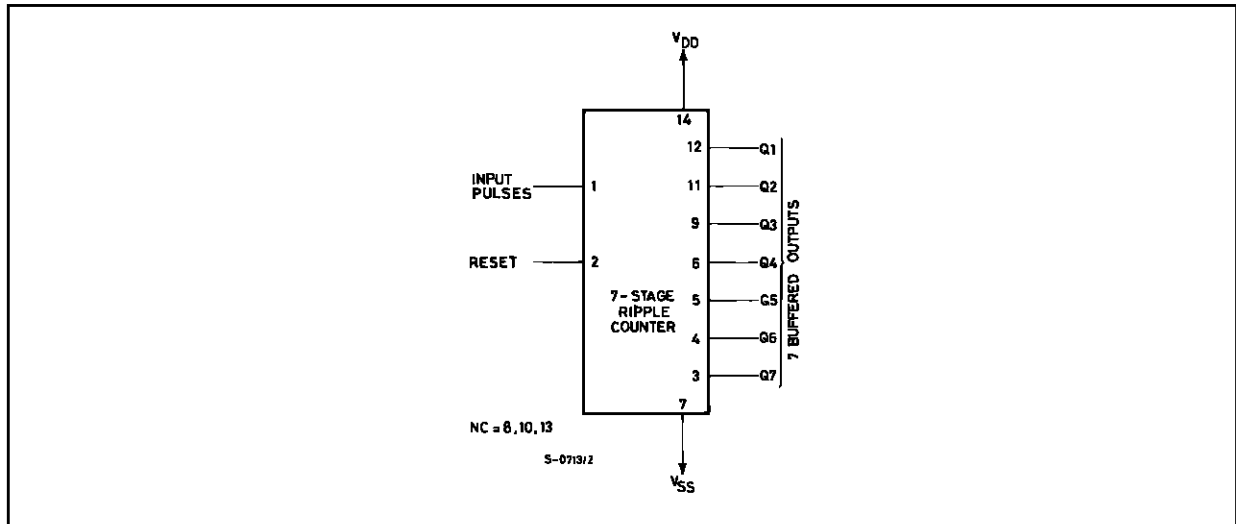 VDD
14
12 Q1
INPUT
PULSES
1
11 Q2
9 Q3
RESET
2
6 Q4
7-STAGE
RIPPLE
COUNTER
5 Q5
4 Q6
3 Q7
7 BUFFERED OUTPUTS
7
NC = 8,10,13
S-0713/2
VSS